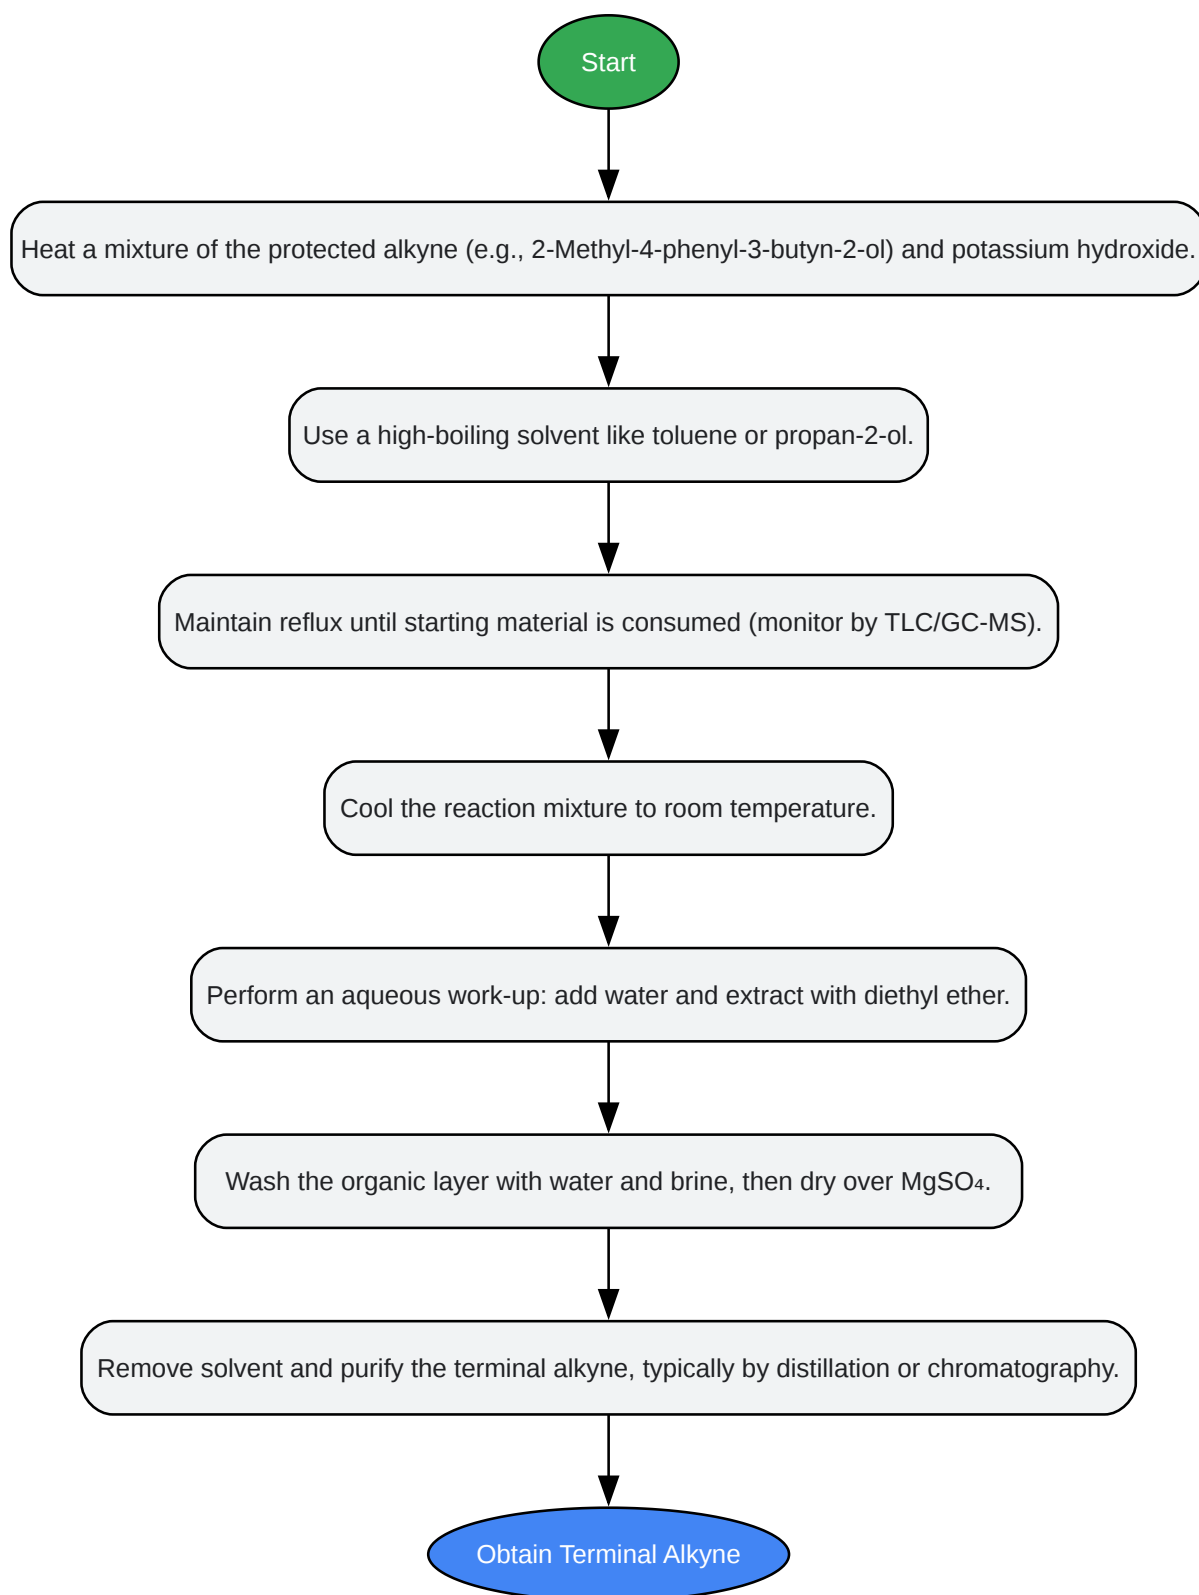 Start
Heat a mixture of the protected alkyne (e.g., 2-Methyl-4-phenyl-3-butyn-2-ol) and potassium hydroxide.
Use a high-boiling solvent like toluene or propan-2-ol.
Maintain reflux until starting material is consumed (monitor by TLC/GC-MS).
Cool the reaction mixture to room temperature.
Perform an aqueous work-up: add water and extract with diethyl ether.
Wash the organic layer with water and brine, then dry over MgSO₄.
Remove solvent and purify the terminal alkyne, typically by distillation or chromatography.
Obtain Terminal Alkyne